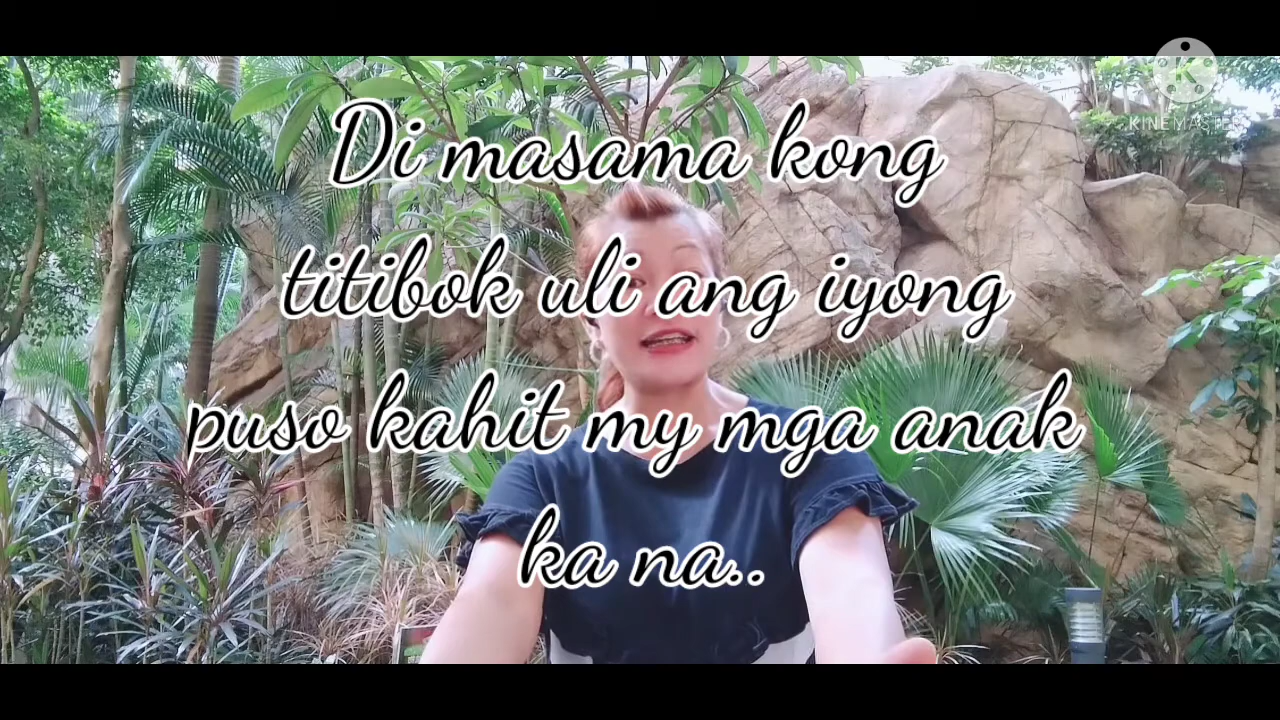 KINEMASTER
Di masama kong
titibok uli ang iyong
puso kahit my mga anak
ka na..